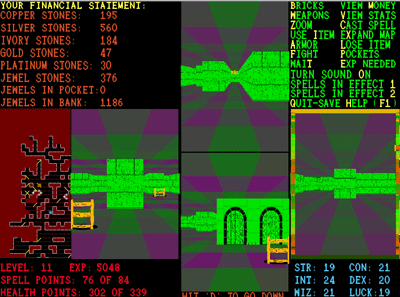 YOUR FINANCIAL STATEMENT:
COPPER STONES: 195
SILVER STONES: 560
IVORY STONES: 184
GOLD STONES: 47
PLATINUM STONES: 30
JEWEL STONES: 376
JEWELS IN POCKET:0
JEWELS IN BANK: 1186
BRICKS VIEW MONEY
WEAPONS VIEW STATS
ZOOM CAST SPELL
USE ITEM EXPAND MAP
ARMOR LOSE ITEM
FIGHT POCKETS
WAIT EXP NEEDED
TURN SOUND ON
SPELLS IN EFFECT 1
SPELLS IN EFFECT 2
QUIT-SAVE HELP (F1)
LEVEL: 11 EXP: 5048
SPELL POINTS: 76 OF 84
HEALTH POINTS: 302 OF 339
HIT 'D' TO GO DOWN
STR: 19 CON: 21
INT: 24 DEX: 20
WIZ: 21 LUCK:19